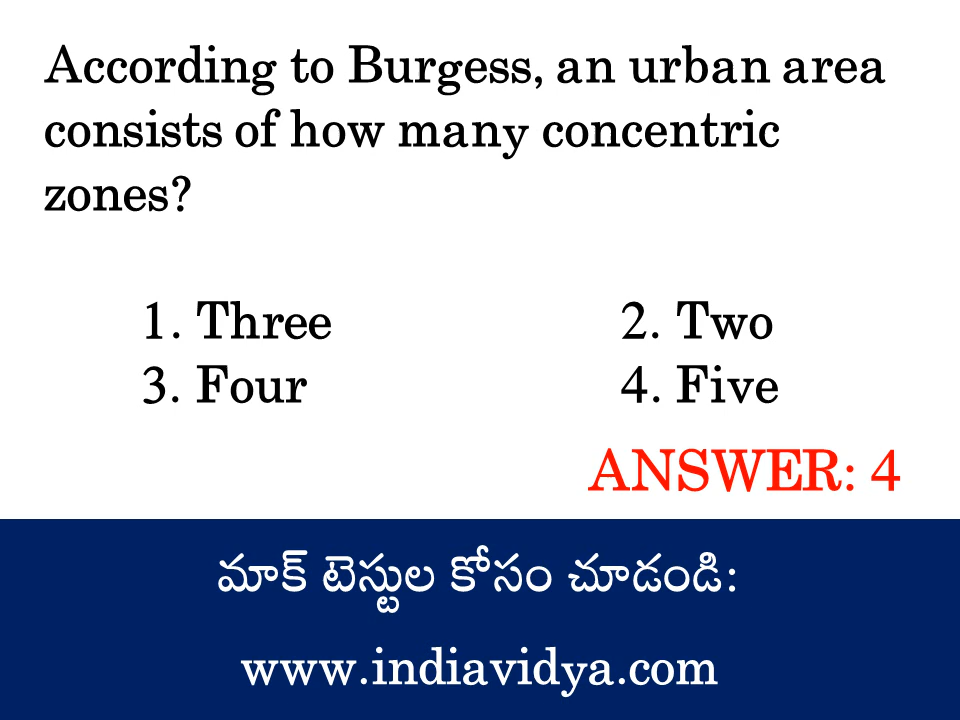 According to Burgess, an urban area
consists of how many concentric
zones?
1. Three 2. Two
3. Four 4. Five
ANSWER: 4
మాక్ టెస్టుల కోసం చూడండి:
www.indiavidya.com